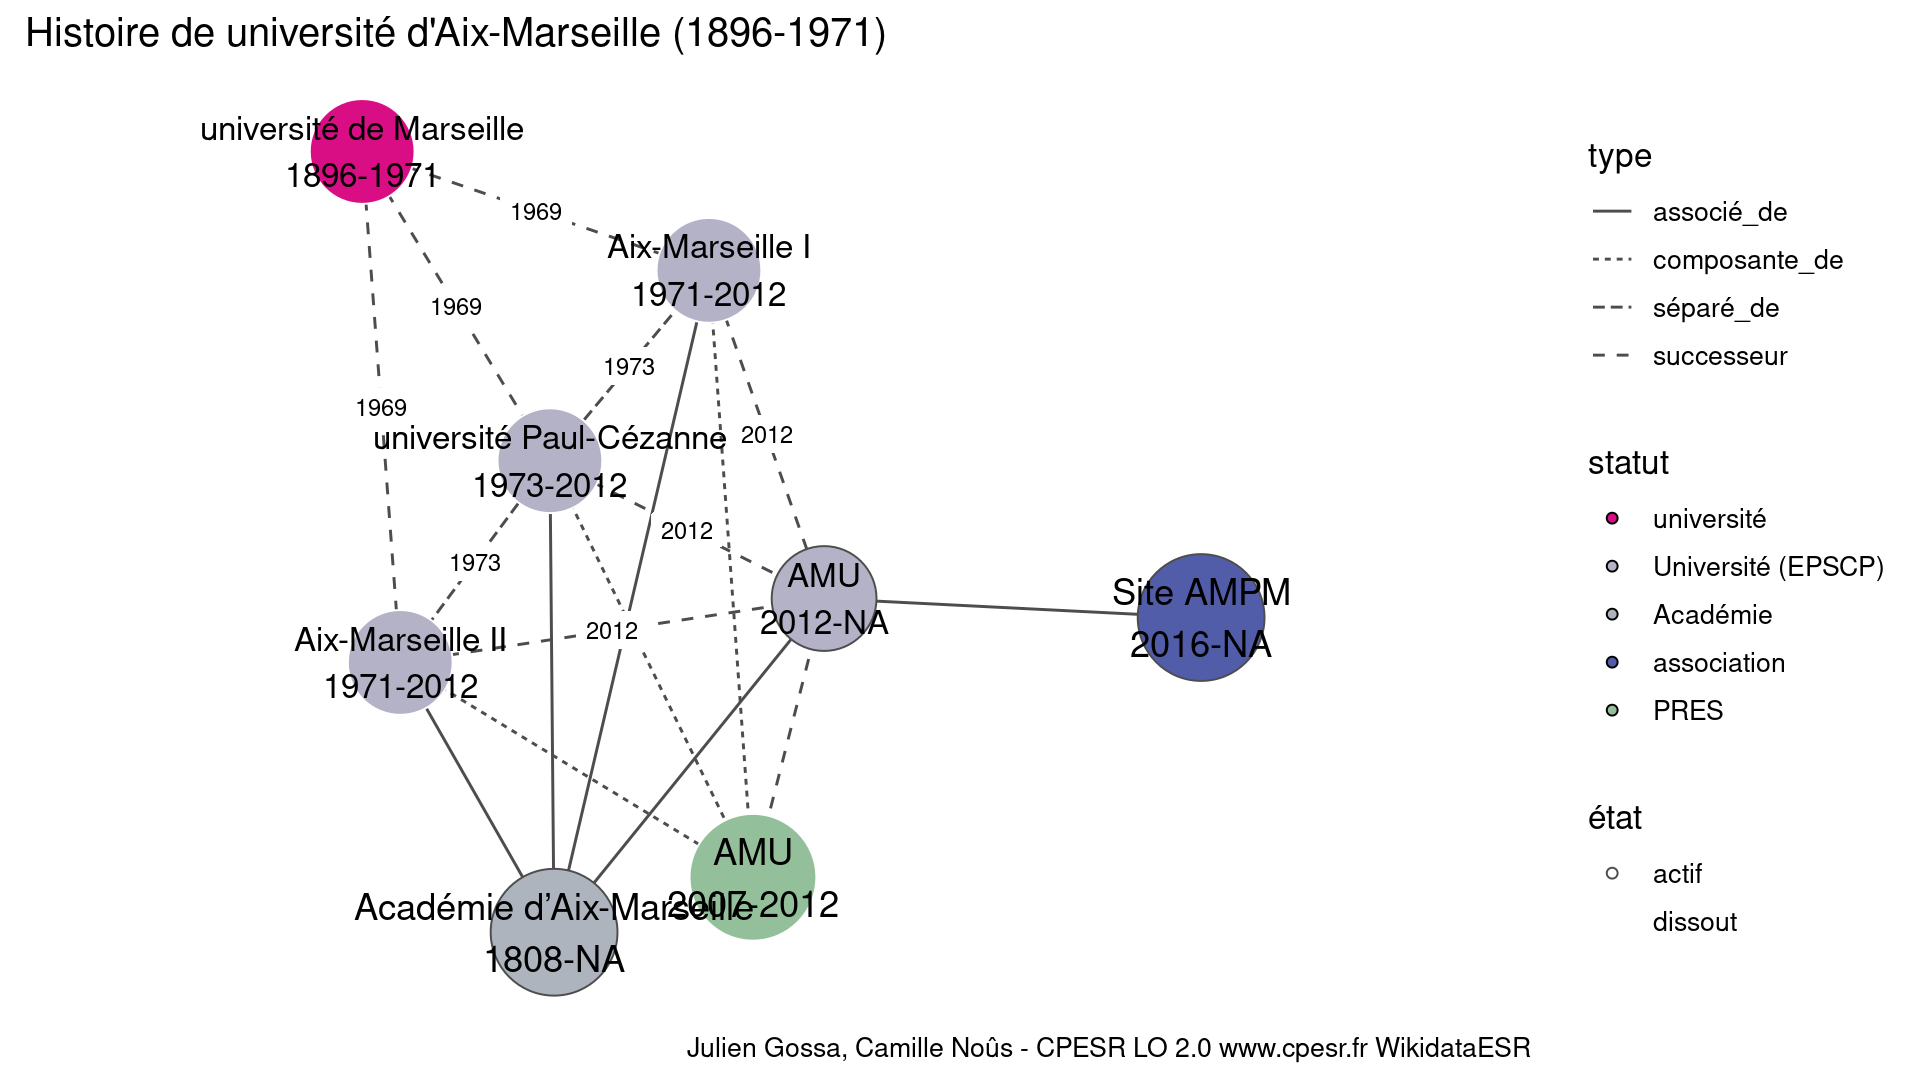 Histoire de université d'Aix-Marseille (1896-1971)
université de Marseille
1896-1971
1969
Aix-Marseille I
1971-2012
1969
1973
1969
université Paul-Cézanne
1973-2012
2012
2012
1973
AMU
2012-NA
Site AMPM
2016-NA
2012
Aix-Marseille II
1971-2012
AMU
2007-2012
Académie d’Aix-Marseille
1808-NA
type
associé_de
composante_de
séparé_de
successeur
statut
université
Université (EPSCP)
Académie
association
PRES
état
actif
dissout
Julien Gossa, Camille Noûs - CPESR LO 2.0 www.cpesr.fr WikidataESR